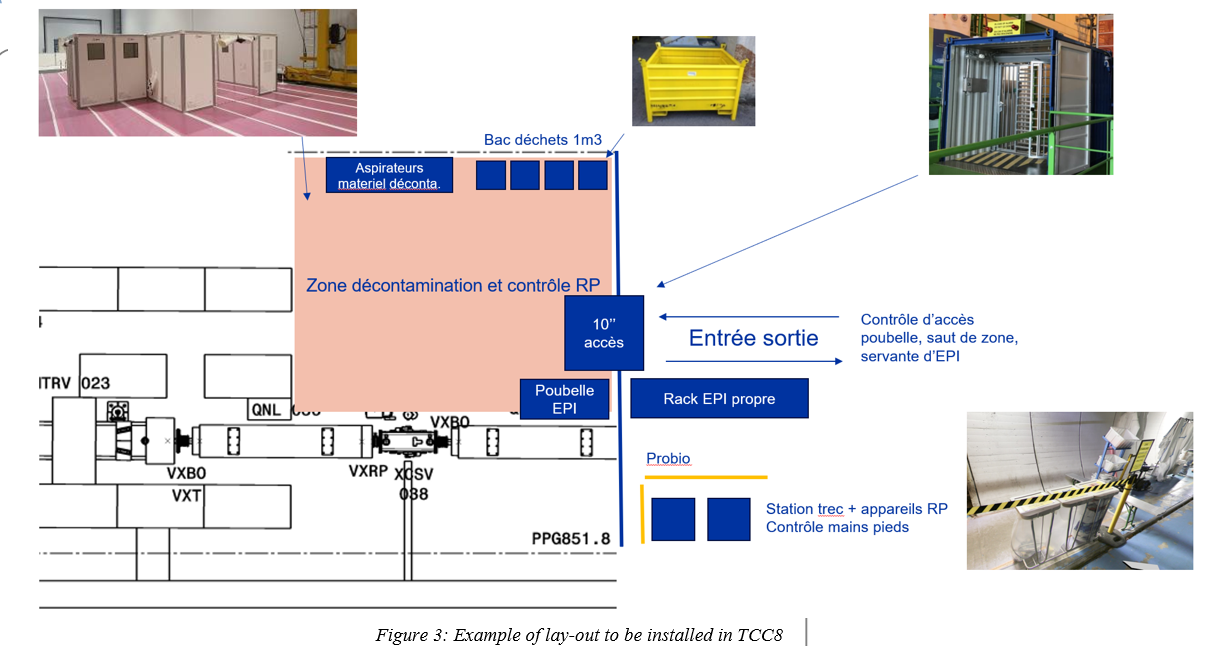 Bac déchets 1m3
Aspirateurs
materiel déconta.
Zone décontamination et contrôle RP
10’’
accès
Entrée sortie
Contrôle d’accès
poubelle, saut de zone,
servante d’EPI
Poubelle
EPI
Rack EPI propre
ITRV 023
QNL
VXBO
VXBO
VXT
VXRP
038
PPG851.8
Probio
Station trec + appareils RP
Contrôle mains pieds
Figure 3: Example of lay-out to be installed in TCC8